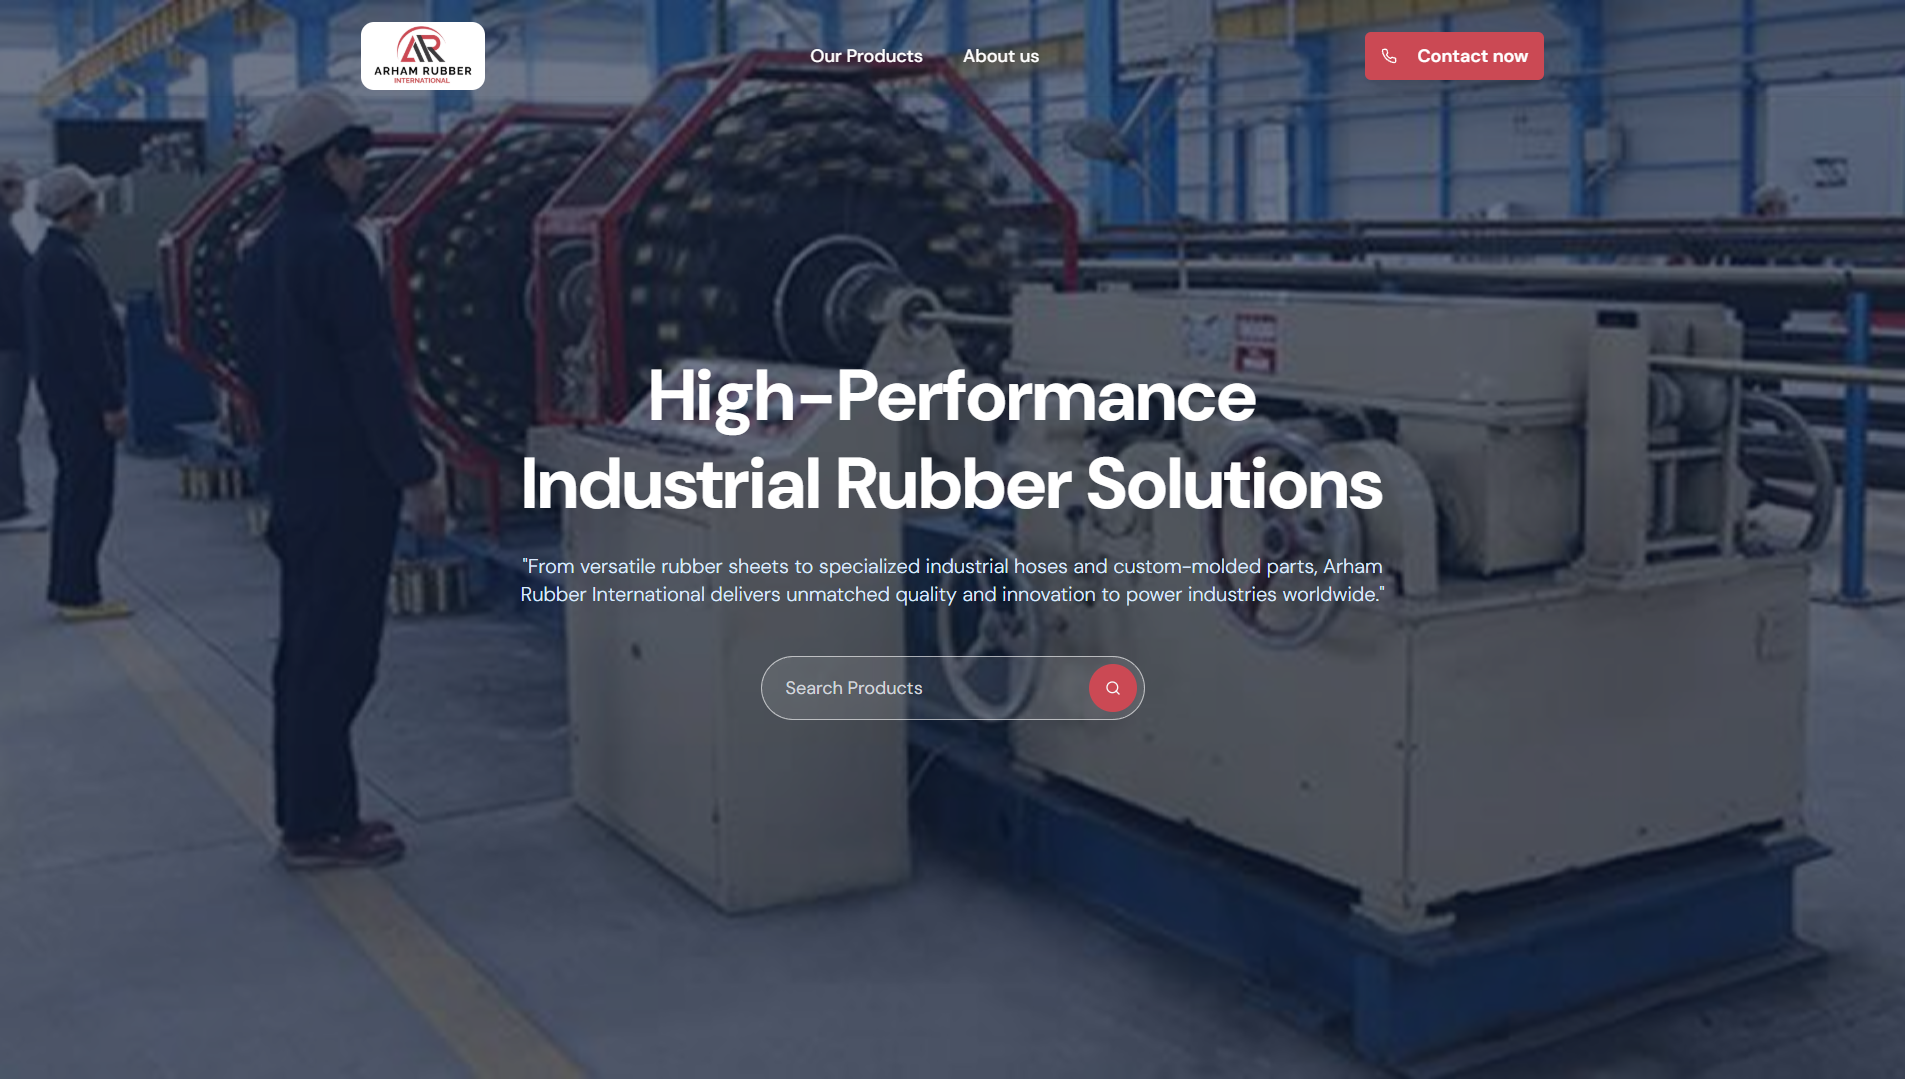 AR
ARHAM RUBBER
INTERNATIONAL
Our Products
About us
Contact now
High-Performance
Industrial Rubber Solutions
"From versatile rubber sheets to specialized industrial hoses and custom-molded parts, Arham
Rubber International delivers unmatched quality and innovation to power industries worldwide."
Search Products